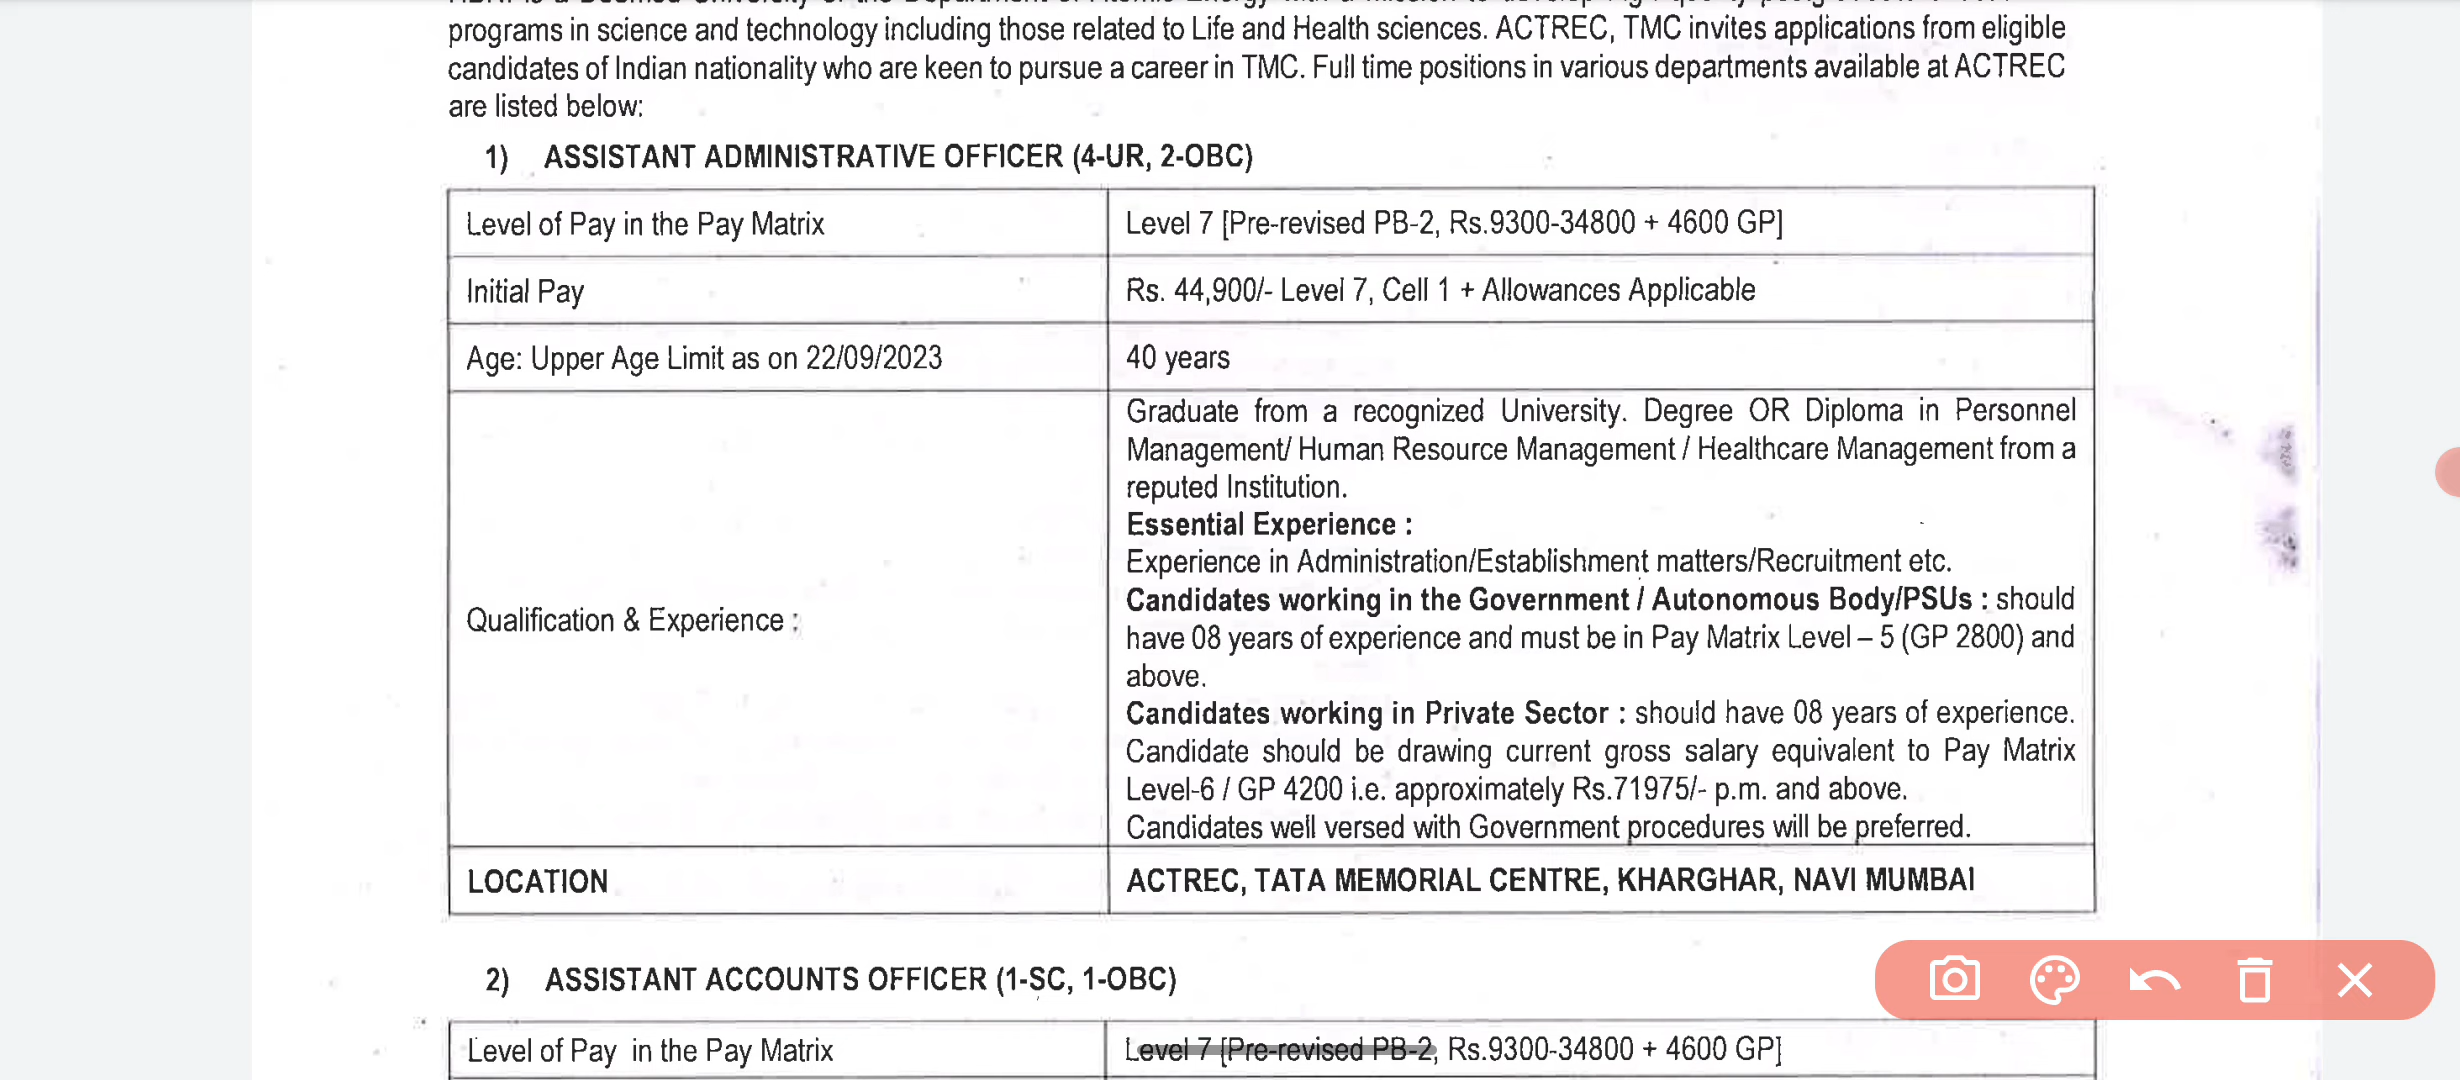 programs in science and technology including those related to Life and Health sciences. ACTREC, TMC invites applications from eligible
candidates of Indian nationality who are keen to pursue a career in TMC. Full time positions in various departments available at ACTREC
are listed below:
1) ASSISTANT ADMINISTRATIVE OFFICER (4-UR, 2-OBC)
Level of Pay in the Pay Matrix
Level 7 [Pre-revised PB-2, Rs.9300-34800 + 4600 GP]
Initial Pay
Rs. 44,900/- Level 7, Cell 1 + Allowances Applicable
Age: Upper Age Limit as on 22/09/2023
40 years
Qualification & Experience :
Graduate from a recognized University. Degree OR Diploma in Personnel
Management/ Human Resource Management / Healthcare Management from a
reputed Institution.
Essential Experience :
Experience in Administration/Establishment matters/Recruitment etc.
Candidates working in the Government / Autonomous Body/PSUs : should
have 08 years of experience and must be in Pay Matrix Level – 5 (GP 2800) and
above.
Candidates working in Private Sector : should have 08 years of experience.
Candidate should be drawing current gross salary equivalent to Pay Matrix
Level-6 / GP 4200 i.e. approximately Rs.71975/- p.m. and above.
Candidates well versed with Government procedures will be preferred.
LOCATION
ACTREC, TATA MEMORIAL CENTRE, KHARGHAR, NAVI MUMBAI
2) ASSISTANT ACCOUNTS OFFICER (1-SC, 1-OBC)
Level of Pay in the Pay Matrix
Level 7 [Pre-revised PB-2, Rs.9300-34800 + 4600 GP]